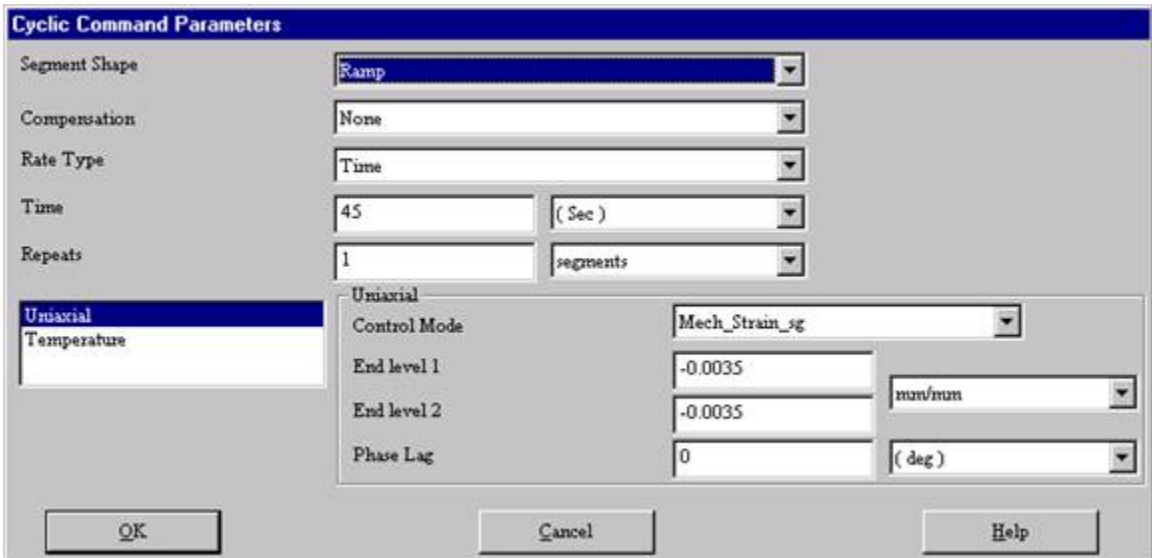 Cyclic Command Parameters
Segment Shape Ramp
Compensation None
Rate Type Time
Time 45 ( Sec )
Repeats 1 segments
Uniaxial
Temperature
Uniaxial
Control Mode Mech_Strain_sg
End level 1 -0.0035
mm/mm
End level 2 -0.0035
Phase Lag 0 ( deg )
OK Cancel Help